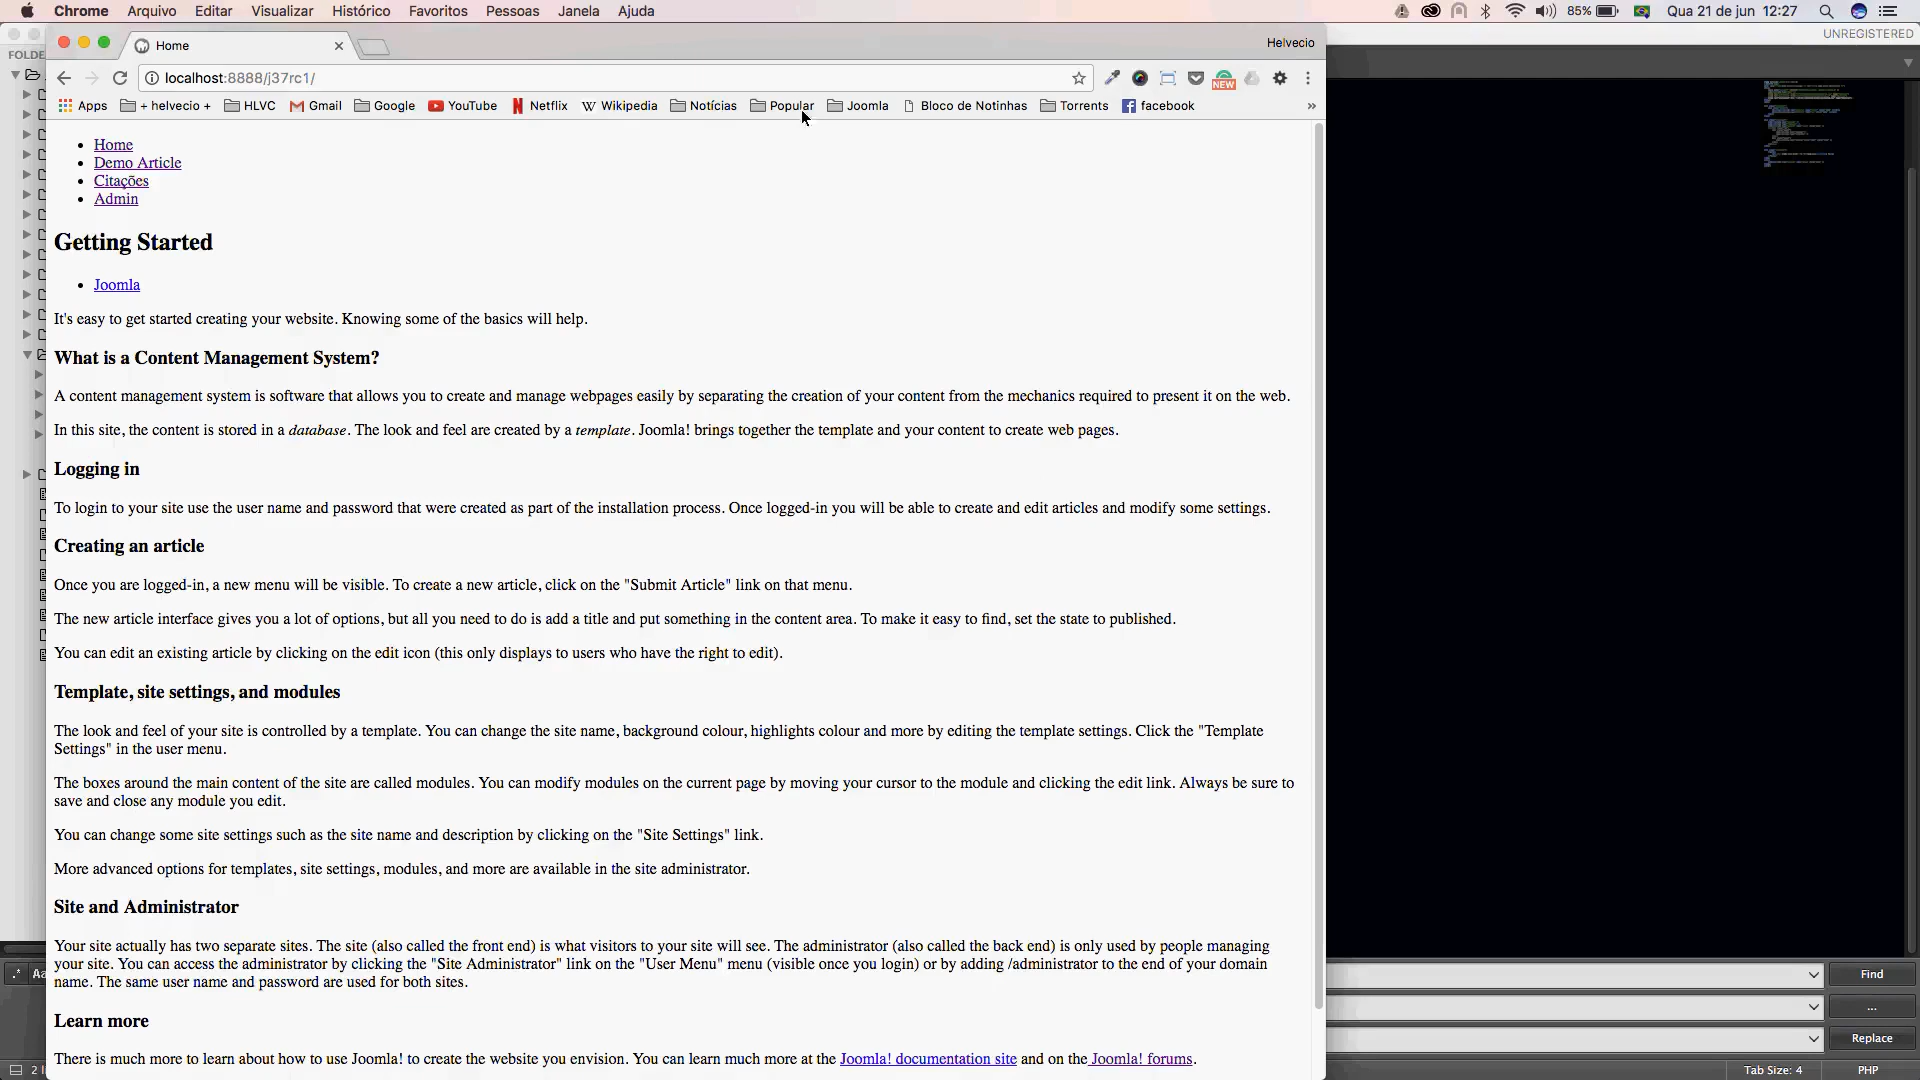 Chrome Arquivo Editar Visualizar Histórico Favoritos Pessoas Janela Ajuda 85% Qua 21 de jun 12:27
UNREGISTERED
Home Helvecio
FOLDE
localhost:8888/j37rc1/ NEW
Apps + helvecio + HLVC Gmail Google YouTube Netflix Wikipedia Notícias Popular Joomla Bloco de Notinhas Torrents facebook »
Home
Demo Article
Citações
Admin
Getting Started
Joomla
It's easy to get started creating your website. Knowing some of the basics will help.
What is a Content Management System?
A content management system is software that allows you to create and manage webpages easily by separating the creation of your content from the mechanics required to present it on the web.
In this site, the content is stored in a database. The look and feel are created by a template. Joomla! brings together the template and your content to create web pages.
Logging in
To login to your site use the user name and password that were created as part of the installation process. Once logged-in you will be able to create and edit articles and modify some settings.
Creating an article
Once you are logged-in, a new menu will be visible. To create a new article, click on the "Submit Article" link on that menu.
The new article interface gives you a lot of options, but all you need to do is add a title and put something in the content area. To make it easy to find, set the state to published.
You can edit an existing article by clicking on the edit icon (this only displays to users who have the right to edit).
Template, site settings, and modules
The look and feel of your site is controlled by a template. You can change the site name, background colour, highlights colour and more by editing the template settings. Click the "Template
Settings" in the user menu.
The boxes around the main content of the site are called modules. You can modify modules on the current page by moving your cursor to the module and clicking the edit link. Always be sure to
save and close any module you edit.
You can change some site settings such as the site name and description by clicking on the "Site Settings" link.
More advanced options for templates, site settings, modules, and more are available in the site administrator.
Site and Administrator
Your site actually has two separate sites. The site (also called the front end) is what visitors to your site will see. The administrator (also called the back end) is only used by people managing
your site. You can access the administrator by clicking the "Site Administrator" link on the "User Menu" menu (visible once you login) or by adding /administrator to the end of your domain
name. The same user name and password are used for both sites.
Learn more
There is much more to learn about how to use Joomla! to create the website you envision. You can learn much more at the Joomla! documentation site and on the Joomla! forums.
.* Aa Find
...
Replace
2 Tab Size: 4 PHP